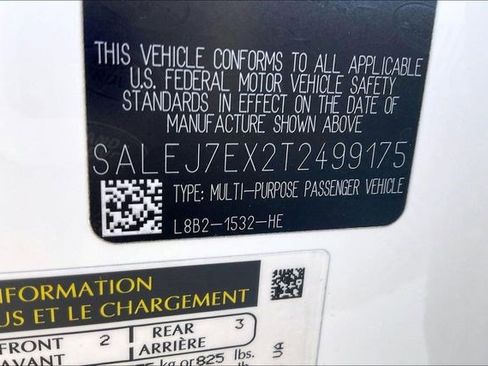 THIS VEHICLE CONFORMS TO ALL APPLICABLE
U.S. FEDERAL MOTOR VEHICLE SAFETY
STANDARDS IN EFFECT ON THE DATE OF
MANUFACTURE SHOWN ABOVE
SALEJ7EX2T2499175
TYPE: MULTI-PURPOSE PASSENGER VEHICLE
L8B2-1532-HE
INFORMATION
US ET LE CHARGEMENT
FRONT 2 REAR 3
AVANT ARRIÈRE
kg or 825 lbs.